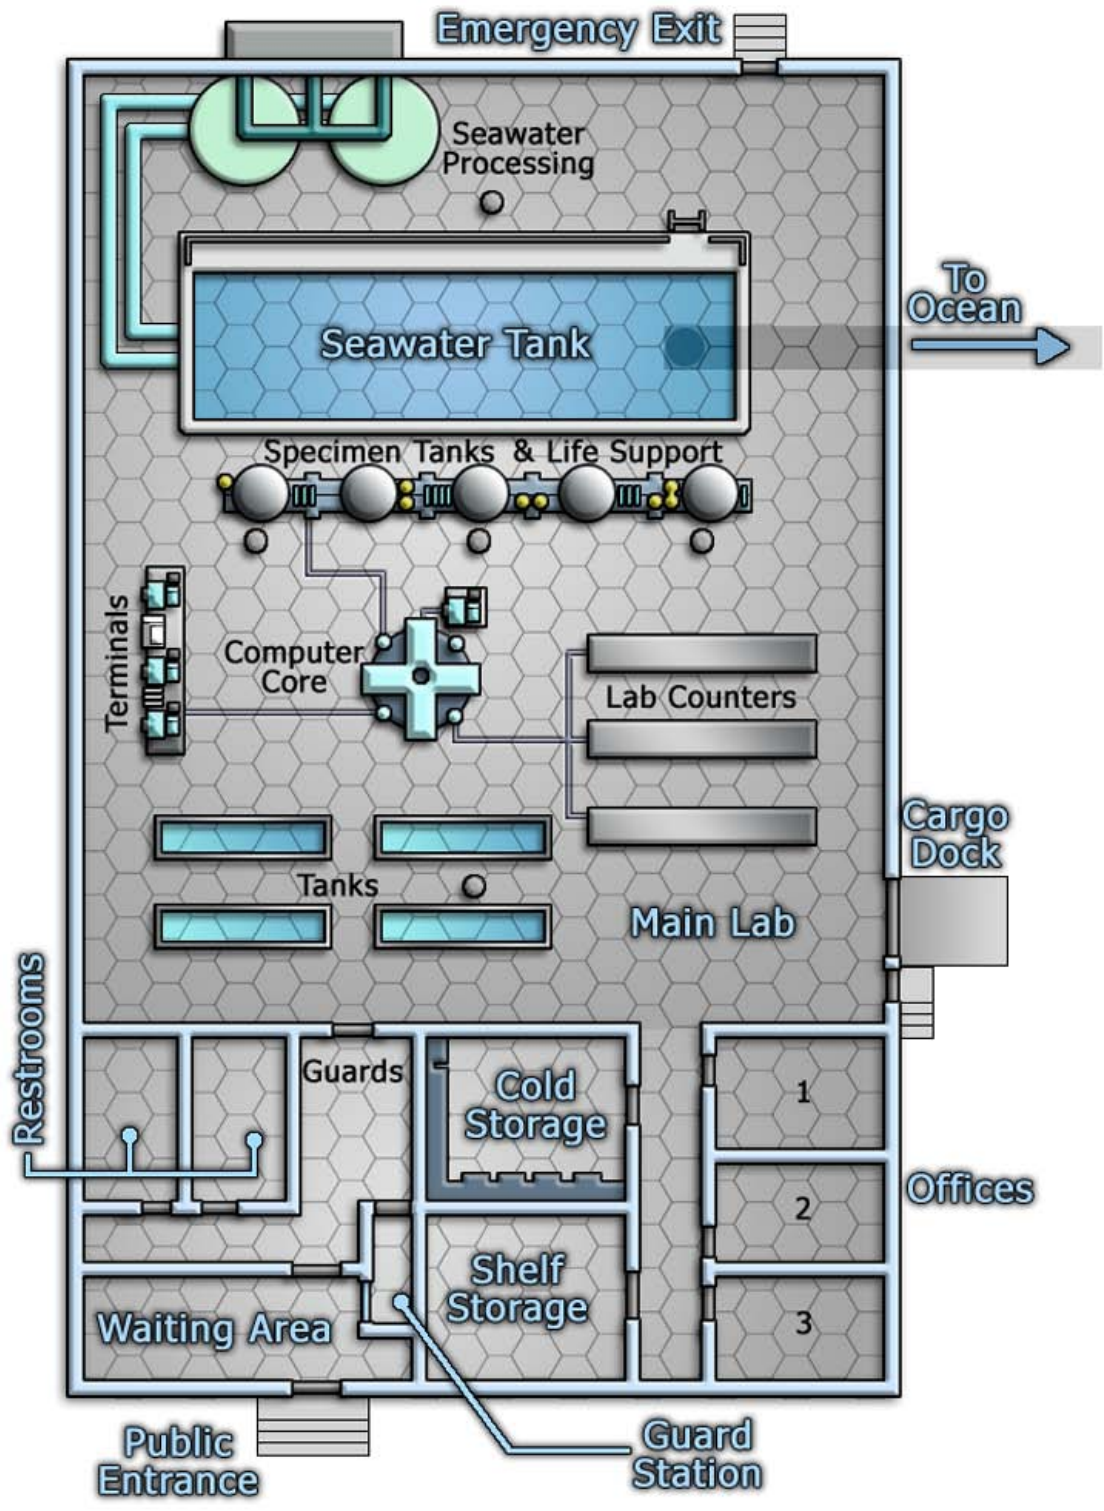 Emergency Exit
Seawater
Processing
To
Ocean
Seawater Tank
Specimen Tanks & Life Support
Terminals
Computer
Core
Lab Counters
Cargo
Dock
Tanks
Main Lab
Restrooms
Guards
Cold
Storage
1
Offices
2
Shelf
Storage
3
Waiting Area
Public
Entrance
Guard
Station